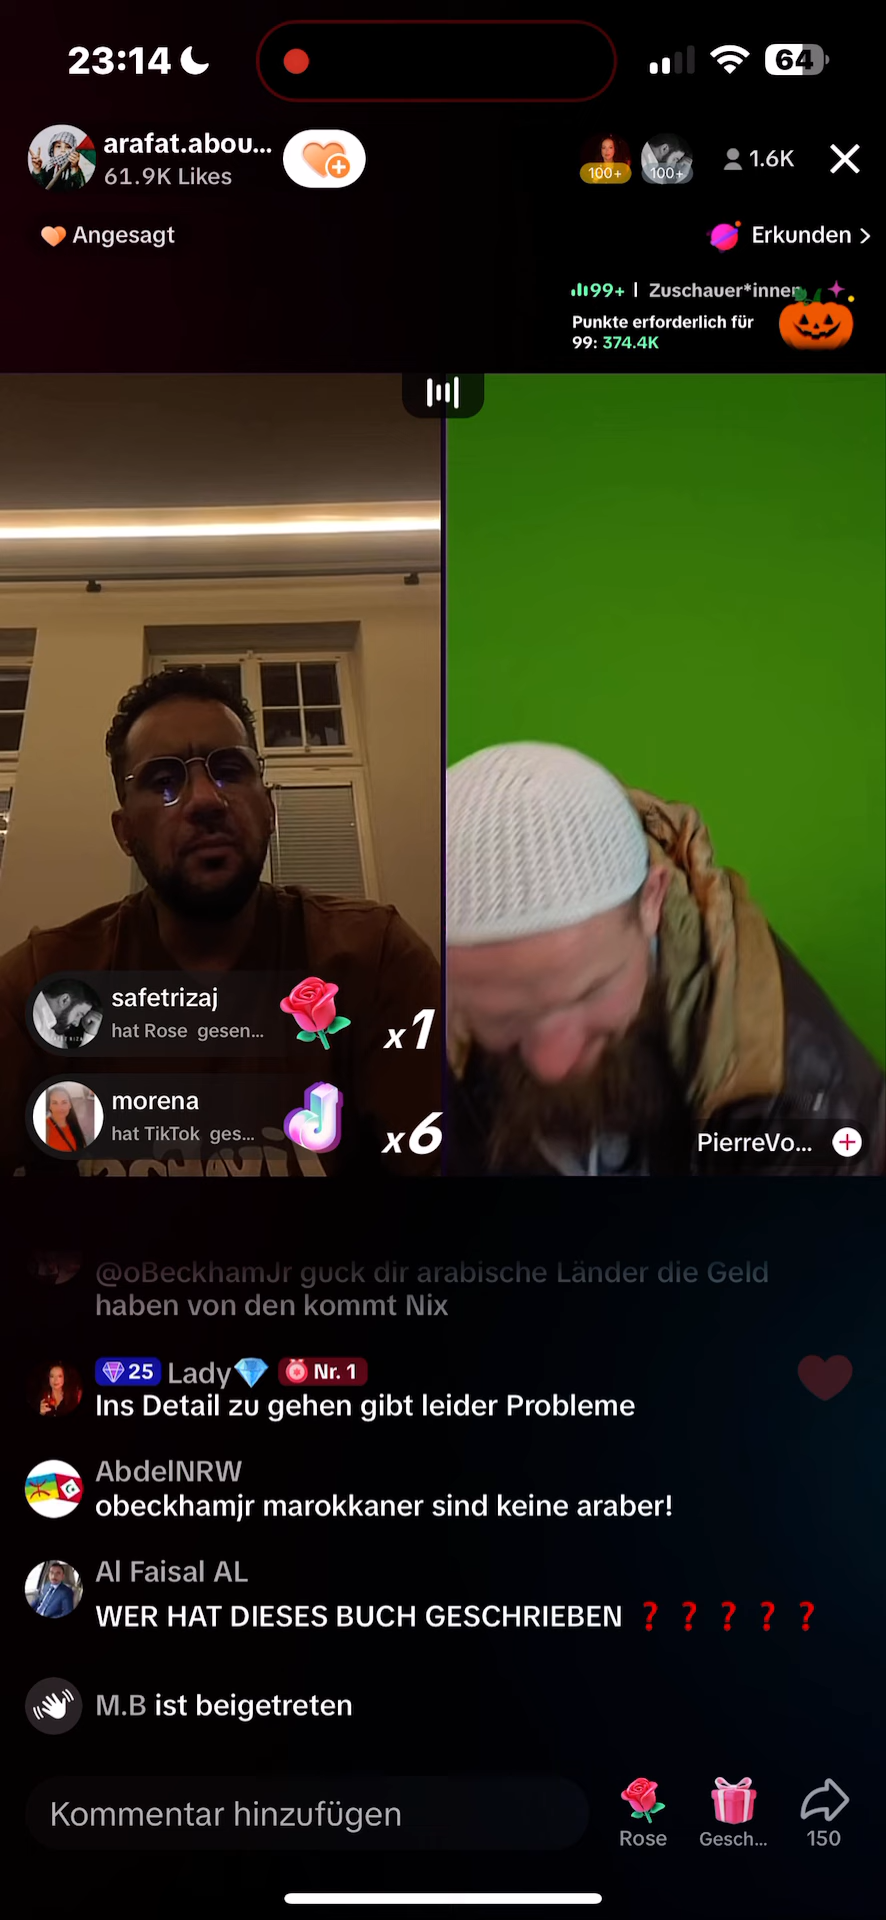 23:14
64
arafat.abou...
61.9K Likes
100+
100+
1.6K
Angesagt
Erkunden >
99+ | Zuschauer*innen
Punkte erforderlich für
99: 374.4K
safetrizaj
hat Rose gesen...
x1
morena
hat TikTok ges...
x6
PierreVo...
@oBeckhamJr guck dir arabische Länder die Geld
haben von den kommt Nix
25 Lady💎 Nr. 1
Ins Detail zu gehen gibt leider Probleme
AbdelNRW
obeckhamjr marokkaner sind keine araber!
Al Faisal AL
WER HAT DIESES BUCH GESCHRIEBEN ❓❓❓❓❓
M.B ist beigetreten
Kommentar hinzufügen
Rose
Gesch...
150